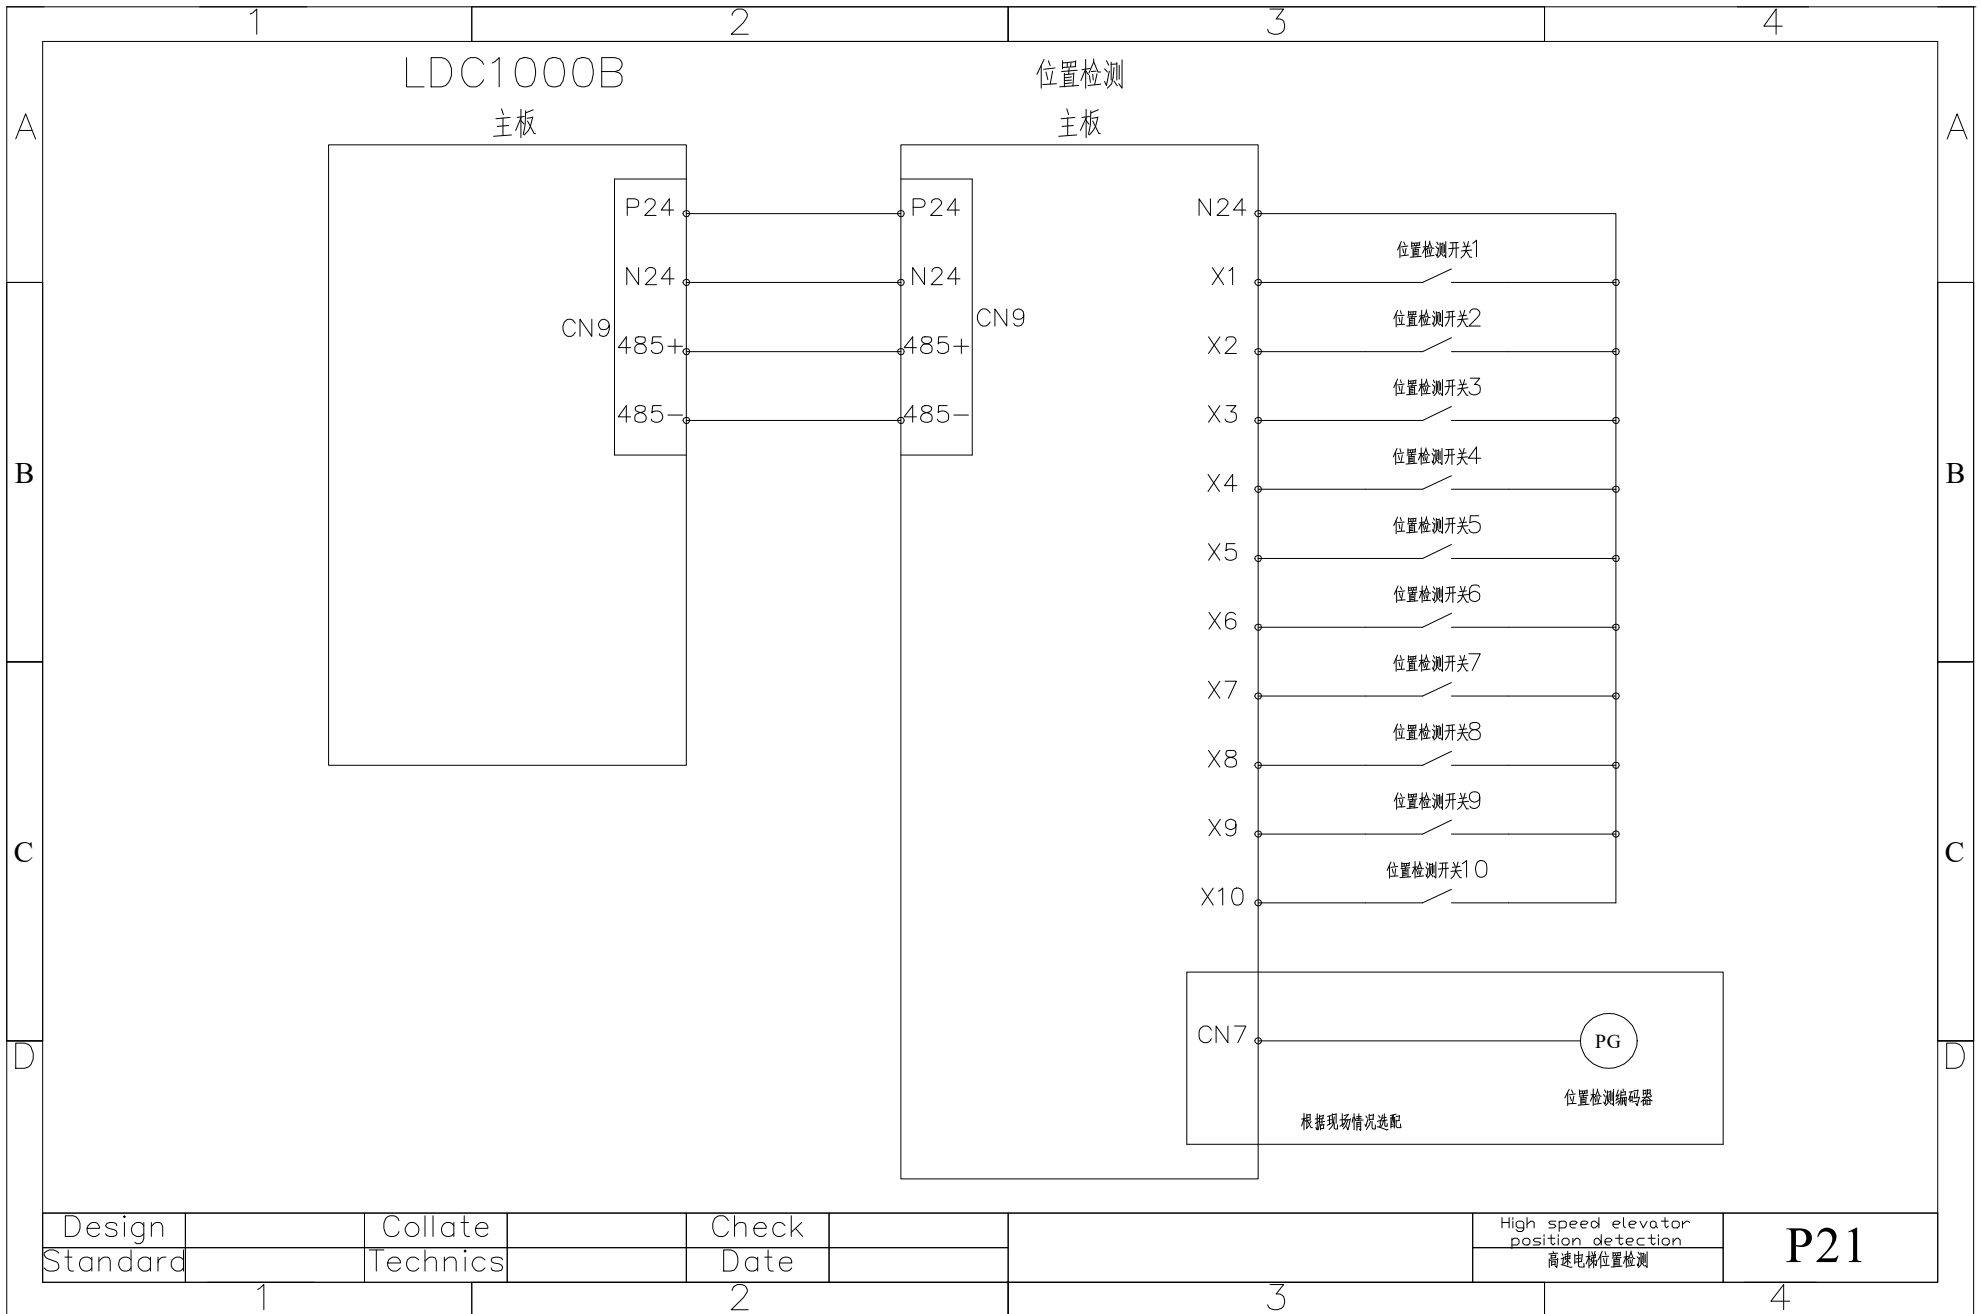 1 2 3 4
LDC1000B 位置检测
主板 主板
A A
P24 P24 N24
位置检测开关1
N24 N24 X1
CN9 CN9
位置检测开关2
485+ 485+ X2
位置检测开关3
485- 485- X3
位置检测开关4
B X4 B
位置检测开关5
X5
位置检测开关6
X6
位置检测开关7
X7
位置检测开关8
X8
位置检测开关9
X9
C C
位置检测开关10
X10
CN7 PG
D D
位置检测编码器
根据现场情况选配
Design Collate Check
Standard Technics Date
High speed elevator
position detection
高速电梯位置检测
P21
1 2 3 4